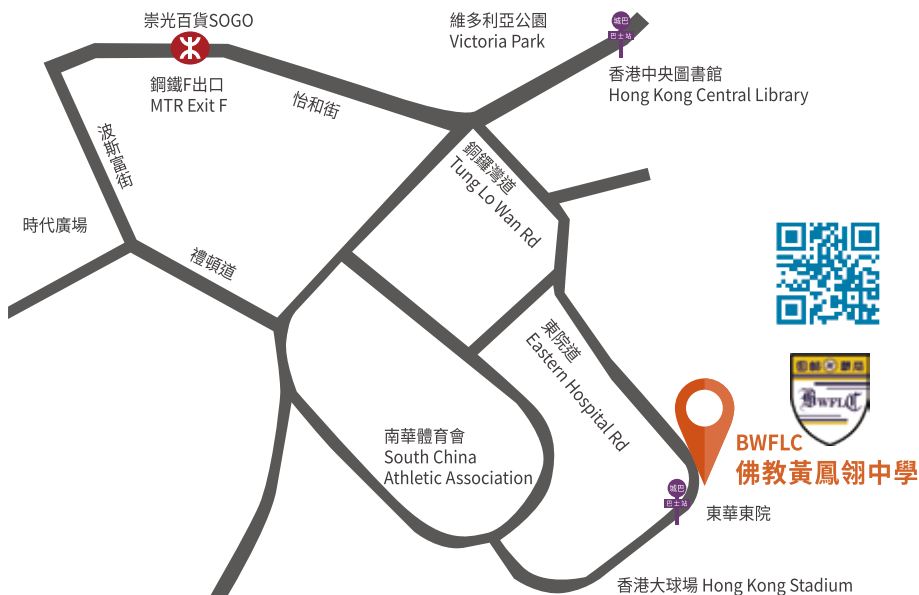 崇光百貨SOGO
維多利亞公園
Victoria Park
城巴
巴士站
鋼鐵F出口
MTR Exit F
香港中央圖書館
Hong Kong Central Library
怡和街
波斯富街
銅鑼灣道
Tung Lo Wan Rd
時代廣場
禮頓道
東院道
Eastern Hospital Rd
BWFLC
南華體育會
South China
Athletic Association
BWFLC
佛教黃鳳翎中學
城巴
巴士站
東華東院
香港大球場 Hong Kong Stadium